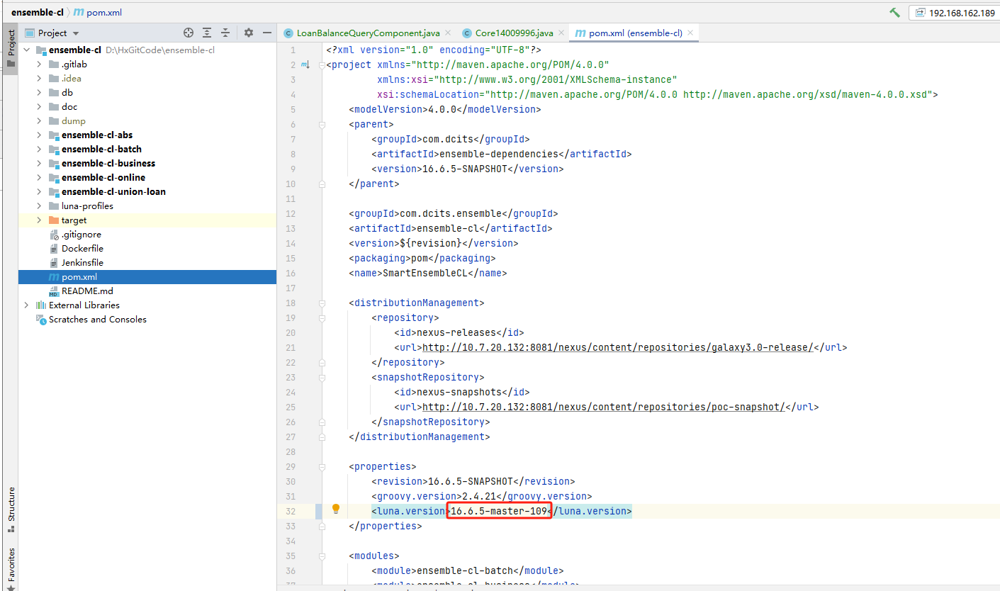 ensemble-cl pom.xml
192.168.162.189
Project
LoanBalanceQueryComponent.java
Core14009996.java
pom.xml (ensemble-cl)
Project
ensemble-cl D:\HxGitCode\ensemble-cl
.gitlab
.idea
db
doc
dump
ensemble-cl-abs
ensemble-cl-batch
ensemble-cl-business
ensemble-cl-online
ensemble-cl-union-loan
luna-profiles
target
.gitignore
Dockerfile
Jenkinsfile
pom.xml
README.md
External Libraries
Scratches and Consoles
Structure
Favorites
1 <?xml version="1.0" encoding="UTF-8"?>
2 <project xmlns="http://maven.apache.org/POM/4.0.0"
3 xmlns:xsi="http://www.w3.org/2001/XMLSchema-instance"
4 xsi:schemaLocation="http://maven.apache.org/POM/4.0.0 http://maven.apache.org/xsd/maven-4.0.0.xsd">
5 <modelVersion>4.0.0</modelVersion>
6 <parent>
7 <groupId>com.dcits</groupId>
8 <artifactId>ensemble-dependencies</artifactId>
9 <version>16.6.5-SNAPSHOT</version>
10 </parent>
11
12 <groupId>com.dcits.ensemble</groupId>
13 <artifactId>ensemble-cl</artifactId>
14 <version>${revision}</version>
15 <packaging>pom</packaging>
16 <name>SmartEnsembleCL</name>
17
18 <distributionManagement>
19 <repository>
20 <id>nexus-releases</id>
21 <url>http://10.7.20.132:8081/nexus/content/repositories/galaxy3.0-release/</url>
22 </repository>
23 <snapshotRepository>
24 <id>nexus-snapshots</id>
25 <url>http://10.7.20.132:8081/nexus/content/repositories/poc-snapshot/</url>
26 </snapshotRepository>
27 </distributionManagement>
28
29 <properties>
30 <revision>16.6.5-SNAPSHOT</revision>
31 <groovy.version>2.4.21</groovy.version>
32 <luna.version>16.6.5-master-109</luna.version>
33 </properties>
34
35 <modules>
36 <module>ensemble-cl-batch</module>